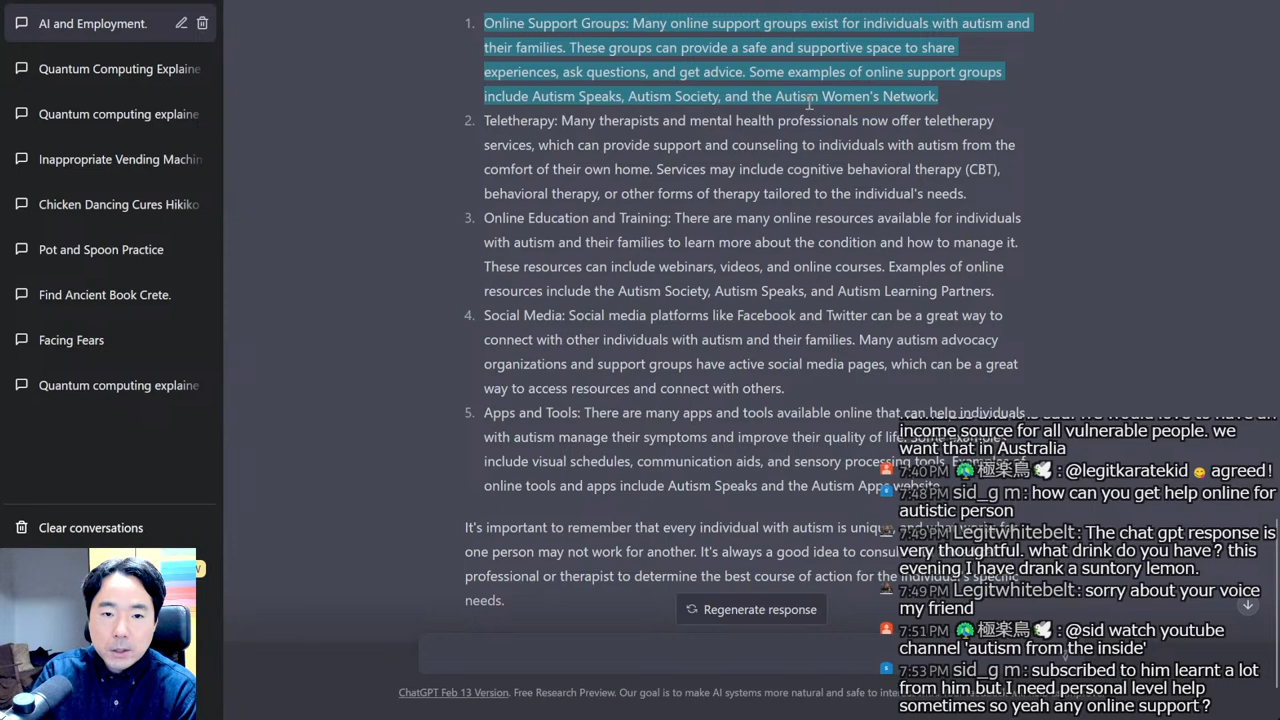 AI and Employment.
Quantum Computing Explaine
Quantum computing explaine
Inappropriate Vending Machin
Chicken Dancing Cures Hikiko
Pot and Spoon Practice
Find Ancient Book Crete.
Facing Fears
Quantum computing explaine
Clear conversations
1. Online Support Groups: Many online support groups exist for individuals with autism and
their families. These groups can provide a safe and supportive space to share
experiences, ask questions, and get advice. Some examples of online support groups
include Autism Speaks, Autism Society, and the Autism Women's Network.
2. Teletherapy: Many therapists and mental health professionals now offer teletherapy
services, which can provide support and counseling to individuals with autism from the
comfort of their own home. Services may include cognitive behavioral therapy (CBT),
behavioral therapy, or other forms of therapy tailored to the individual's needs.
3. Online Education and Training: There are many online resources available for individuals
with autism and their families to learn more about the condition and how to manage it.
These resources can include webinars, videos, and online courses. Examples of online
resources include the Autism Society, Autism Speaks, and Autism Learning Partners.
4. Social Media: Social media platforms like Facebook and Twitter can be a great way to
connect with other individuals with autism and their families. Many autism advocacy
organizations and support groups have active social media pages, which can be a great
way to access resources and connect with others.
5. Apps and Tools: There are many apps and tools available online that can help individuals
with autism manage their symptoms and improve their quality of life.
include visual schedules, communication aids, and sensory processing tools. Examples of
online tools and apps include Autism Speaks and the Autism Apps website.
It's important to remember that every individual with autism is unique
one person may not work for another. It's always a good idea to consul
professional or therapist to determine the best course of action for the individual's specific
needs.
Regenerate response
ChatGPT Feb 13 Version. Free Research Preview. Our goal is to make AI systems more natural and safe to
income source for all vulnerable people. we
want that in Australia
7:40 PM 極楽鳥 : @legitkaratekid agreed!
7:48 PM sid_g m: how can you get help online for
autistic person
7:49 PM Legitwhitebelt: The chat gpt response is
very thoughtful. what drink do you have? this
evening I have drank a suntory lemon.
7:49 PM Legitwhitebelt: sorry about your voice
my friend
7:51 PM 極楽鳥 : @sid watch youtube
channel 'autism from the inside'
7:53 PM sid_g m: subscribed to him learnt a lot
from him but I need personal level help
sometimes so yeah any online support?